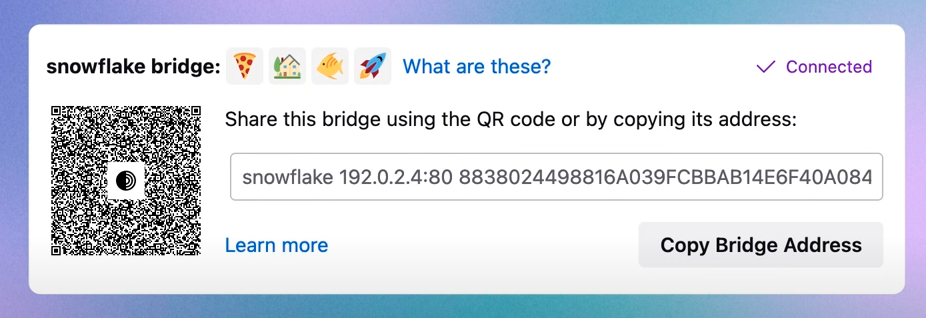 snowflake bridge: What are these? Connected
Share this bridge using the QR code or by copying its address:
snowflake 192.0.2.4:80 8838024498816A039FCBBAB14E6F40A084
Learn more
Copy Bridge Address